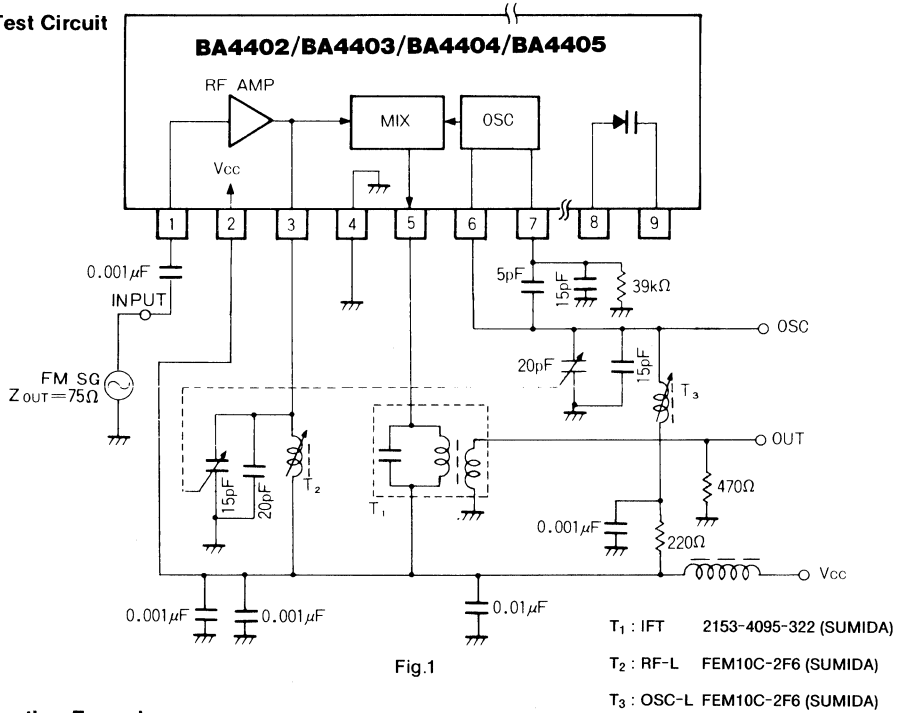 Test Circuit
BA4402/BA4403/BA4404/BA4405
RF AMP
MIX
OSC
Vcc
1
2
3
4
5
6
7
8
9
0.001μF
INPUT
FM SG
ZOUT=75Ω
5pF
15pF
39kΩ
OSC
20pF
15pF
T3
OUT
15pF
20pF
T2
T1
470Ω
0.001μF
220Ω
Vcc
0.001μF
0.001μF
0.01μF
T1 : IFT 2153-4095-322 (SUMIDA)
T2 : RF-L FEM10C-2F6 (SUMIDA)
T3 : OSC-L FEM10C-2F6 (SUMIDA)
Fig.1